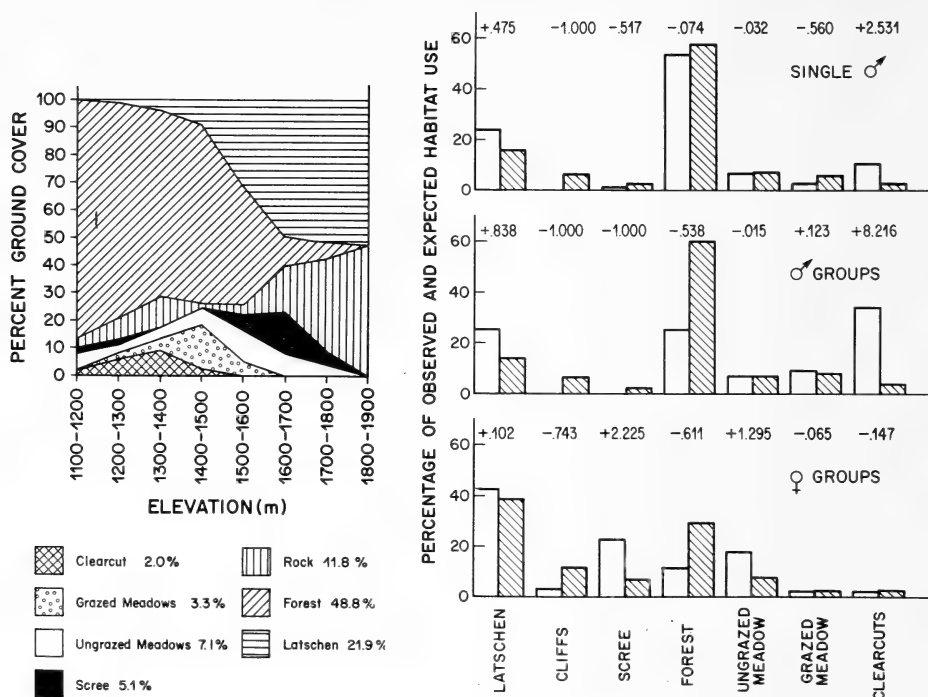 PERCENT GROUND COVER
100
90
80
70
60
50
40
30
20
10
0
1100-1200
1200-1300
1300-1400
1400-1500
1500-1600
1600-1700
1700-1800
1800-1900
ELEVATION(m)
Clearcut 2.0%
Grazed Meadows 3.3%
Ungrazed Meadows 7.1%
Scree 5.1%
Rock 41.8%
Forest 48.8%
Latschen 21.9%
PERCENTAGE OF OBSERVED AND EXPECTED HABITAT USE
60
40
20
0
+.475 -1.000 -.517 -.074 -.032 -.560 +2.531
SINGLE ♂
60
40
20
0
+.838 -1.000 -1.000 -.538 -.015 +.123 +8.216
♂ GROUPS
60
40
20
0
+.102 -.743 +2.225 -.611 +1.295 -.065 -.147
♀ GROUPS
LATSCHEN
CLIFFS
SCREE
FOREST
UNGRAZED
MEADOW
GRAZED
MEADOW
CLEARCUTS